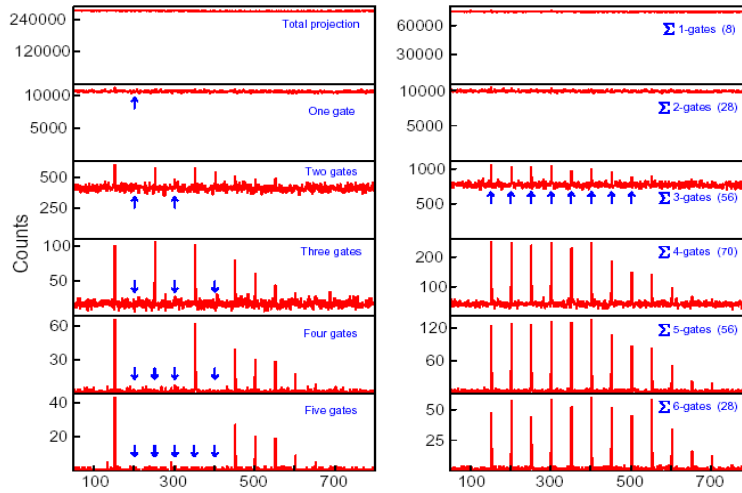 240000
Total projection
120000
10000
One gate
5000
500
Two gates
250
100
Three gates
50
60
Four gates
30
40
Five gates
20
Counts
100
300
500
700
60000
Σ 1-gates (8)
30000
10000
Σ 2-gates (28)
5000
1000
500
Σ 3-gates (56)
200
Σ 4-gates (70)
100
120
Σ 5-gates (56)
60
50
Σ 6-gates (28)
25
100
300
500
700